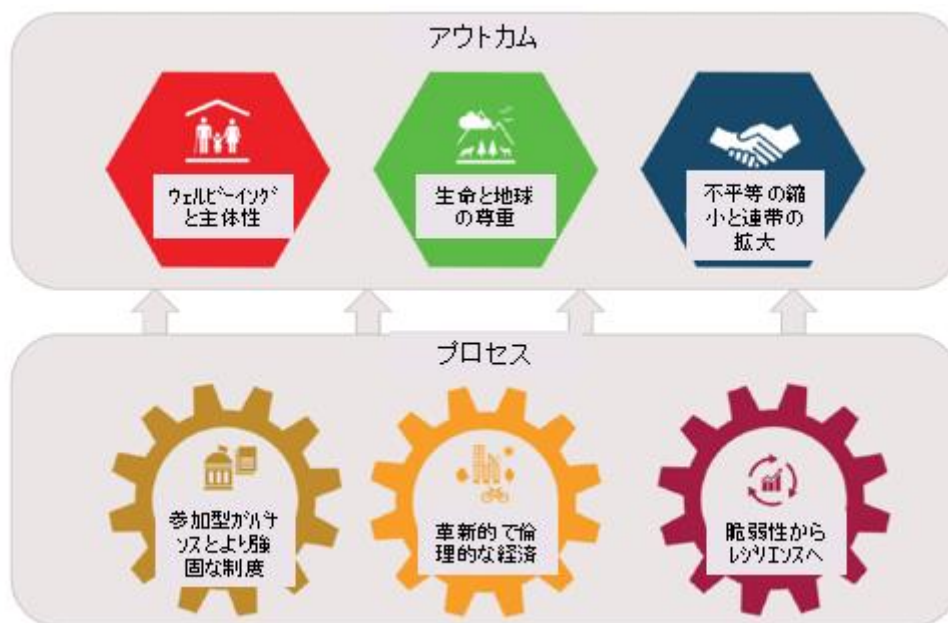 アウトカム
ウェルビーイング
と主体性
生命と地球
の尊重
不平等の縮
小と連帯の
拡大
プロセス
参加型ガバナ
ンスとより強
固な制度
革新的で倫
理的な経済
脆弱性から
レジリエンスへ